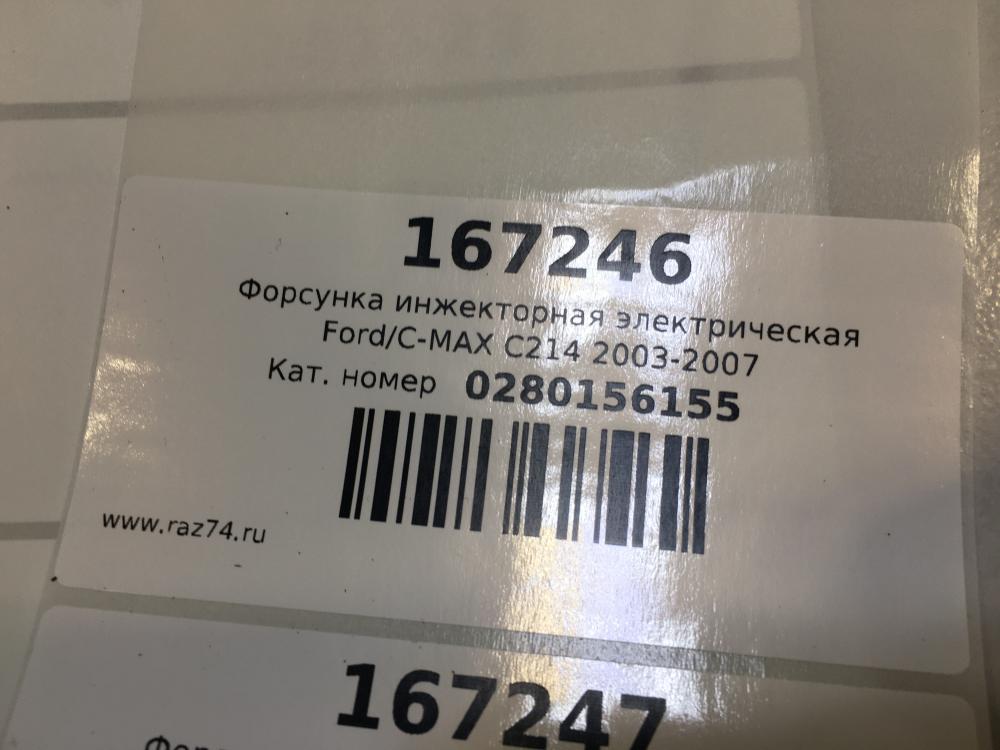 167246
Форсунка инжекторная электрическая
Ford/C-MAX C214 2003-2007
Кат. номер 0280156155
www.raz74.ru
167247